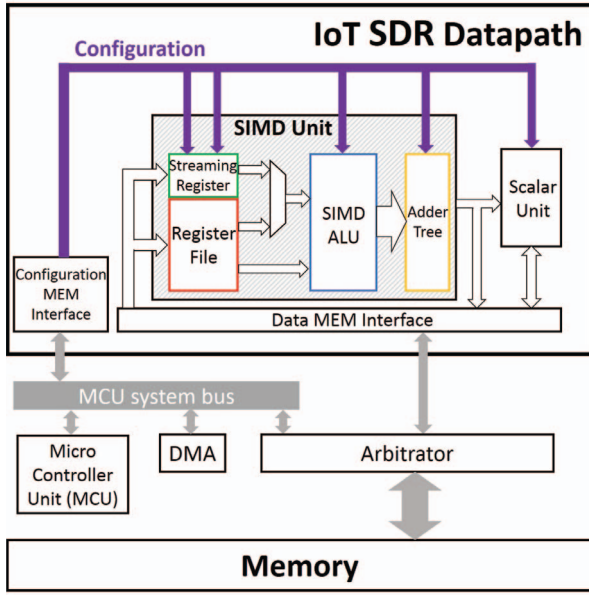 IoT SDR Datapath
Configuration
SIMD Unit
Streaming
Register
Register
File
SIMD
ALU
Adder
Tree
Scalar
Unit
Configuration
MEM
Interface
Data MEM Interface
MCU system bus
Micro
Controller
Unit (MCU)
DMA
Arbitrator
Memory